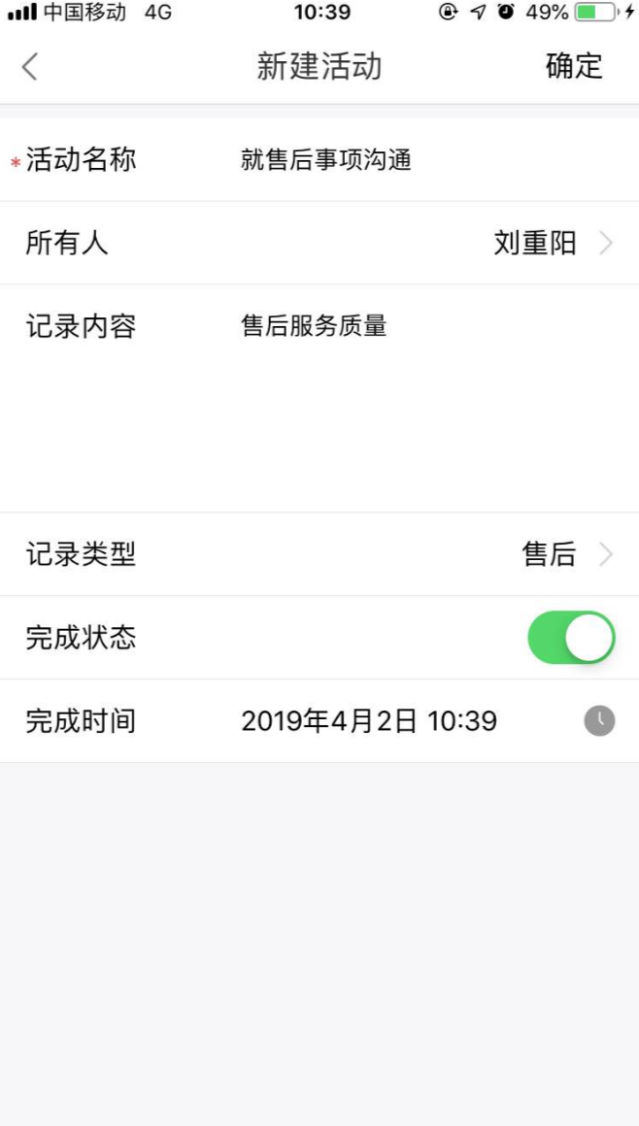 中国移动 4G 10:39 49%
新建活动 确定
*活动名称 就售后事项沟通
所有人 刘重阳
记录内容 售后服务质量
记录类型 售后
完成状态
完成时间 2019年4月2日 10:39